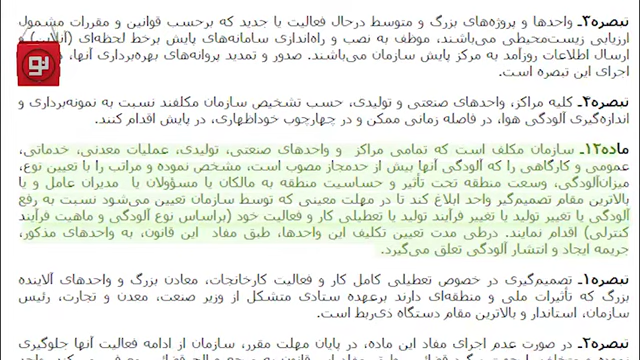 تبصره۳ـ واحدها و پروژه‌های بزرگ و متوسط درحال فعالیت یا جدید که برحسب قوانین و مقررات مشمول
ارزیابی زیست‌محیطی می‌باشند، موظف به نصب و راه‌اندازی سامانه‌های پایش برخط لحظه‌ای (آنلاین) و
ارسال اطلاعات روزآمد به مرکز پایش سازمان می‌باشند. صدور و تمدید پروانه‌های بهره‌برداری آنها،
اجرای این تبصره است.
تبصره۴ـ کلیه مراکز، واحدهای صنعتی و تولیدی، حسب تشخیص سازمان مکلفند نسبت به نمونه‌برداری و
اندازه‌گیری آلودگی هوا، در فاصله زمانی ممکن و در چهارچوب خوداظهاری، در پایش اقدام کنند.
ماده۱۲ـ سازمان مکلف است که تمامی مراکز و واحدهای صنعتی، تولیدی، عملیات معدنی، خدماتی،
عمومی و کارگاهی را که آلودگی آنها بیش از حدمجاز مصوب است، مشخص نموده و مراتب را با تعیین نوع،
میزان‌آلودگی، وسعت منطقه تحت تأثیر و حساسیت منطقه به مالکان یا مسؤولان یا مدیران عامل و یا
بالاترین مقام تصمیم‌گیر واحد ابلاغ کند تا در مهلت معینی که توسط سازمان تعیین می‌شود نسبت به رفع
آلودگی یا تغییر تولید یا تغییر فرآیند تولید یا تعطیلی کار و فعالیت خود (براساس نوع آلودگی و ماهیت فرآیند
کنترلی) اقدام نمایند. درطی مدت تعیین تکلیف این واحدها، طبق مفاد این قانون، به واحدهای مذکور،
جریمه ایجاد و انتشار آلودگی تعلق می‌گیرد.
تبصره۱ـ تصمیم‌گیری در خصوص تعطیلی کامل کار و فعالیت کارخانجات، معادن بزرگ و واحدهای آلاینده
بزرگ که تأثیرات ملی و منطقه‌ای دارند برعهده ستادی متشکل از وزیر صنعت، معدن و تجارت، رئیس
سازمان، استاندار و بالاترین مقام دستگاه ذی‌ربط است.
تبصره۲ـ در صورت عدم اجرای مفاد این ماده، در پایان مهلت مقرر، سازمان از ادامه فعالیت آنها جلوگیری